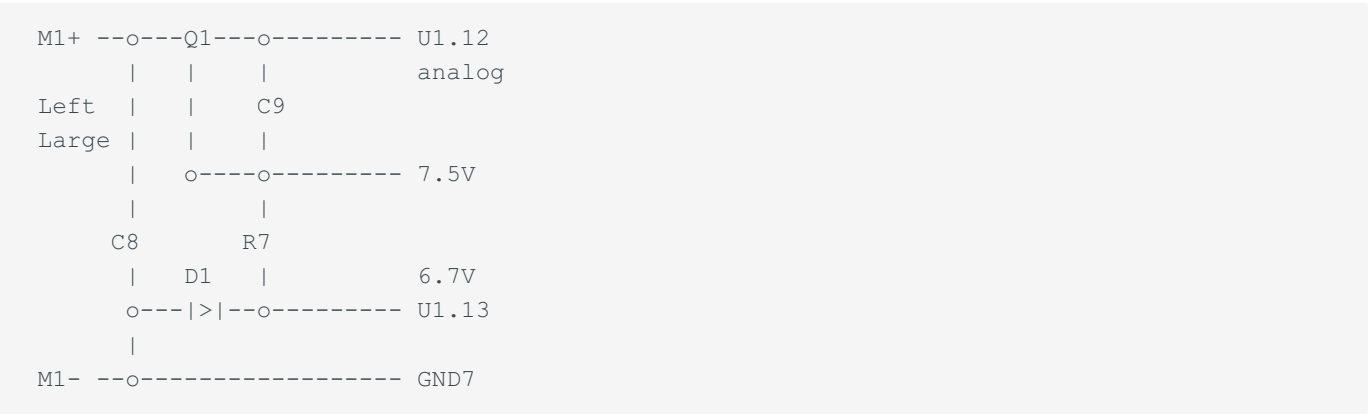 M1+ --o---Q1---o--------- U1.12
      |   |    |         analog
Left  |   |    C9
Large |   |    |
      |   o----o--------- 7.5V
      |        |
     C8       R7
      |   D1   |         6.7V
      o---|>|--o--------- U1.13
      |
M1- --o------------------ GND7